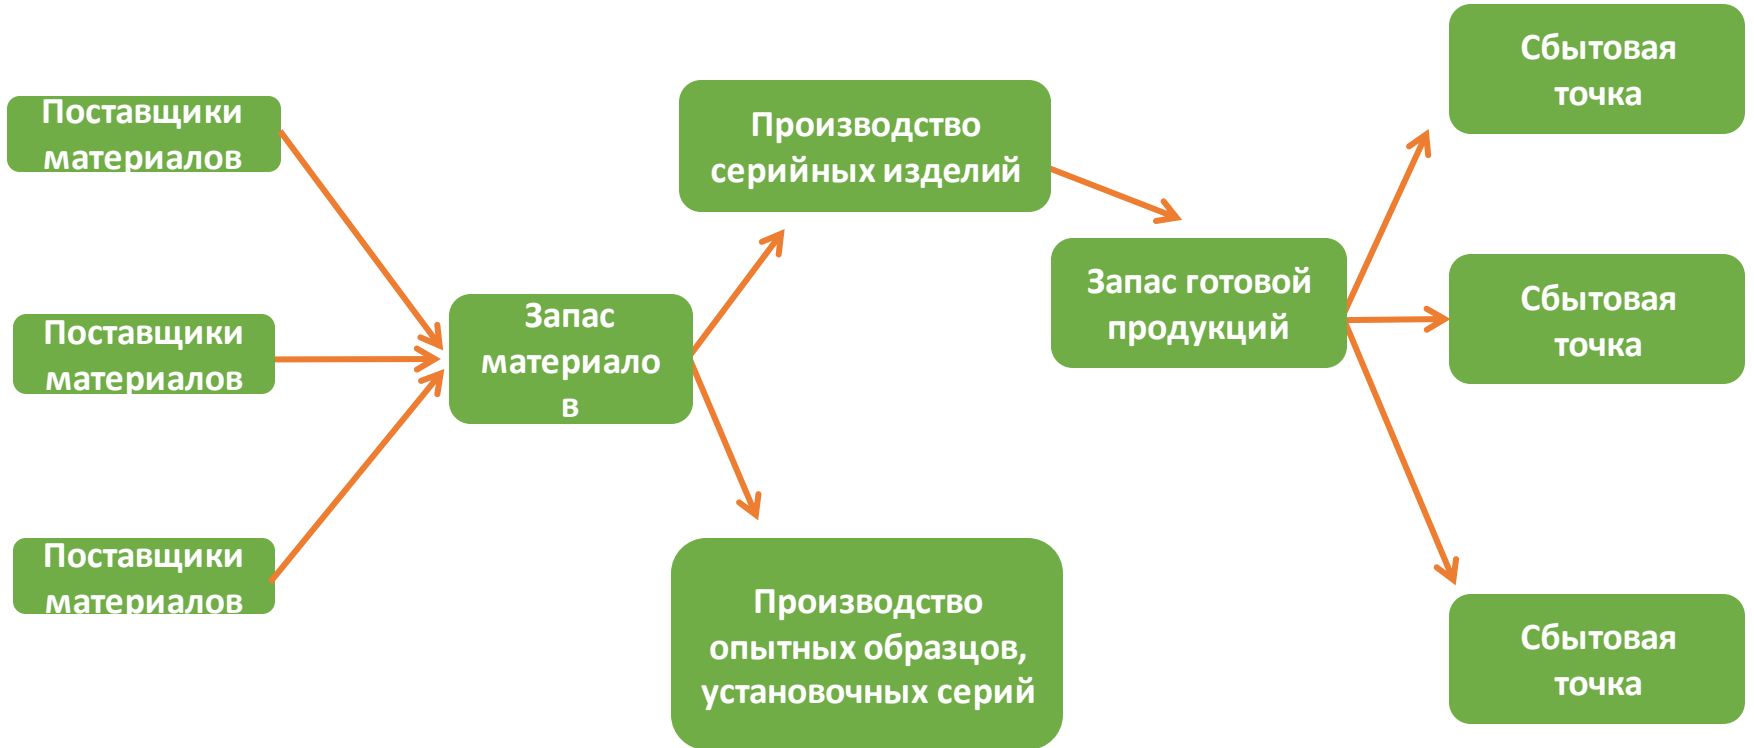 Поставщики
материалов
Поставщики
материалов
Поставщики
материалов
Запас
материало
в
Производство
серийных изделий
Производство
опытных образцов,
установочных серий
Запас готовой
продукций
Сбытовая
точка
Сбытовая
точка
Сбытовая
точка